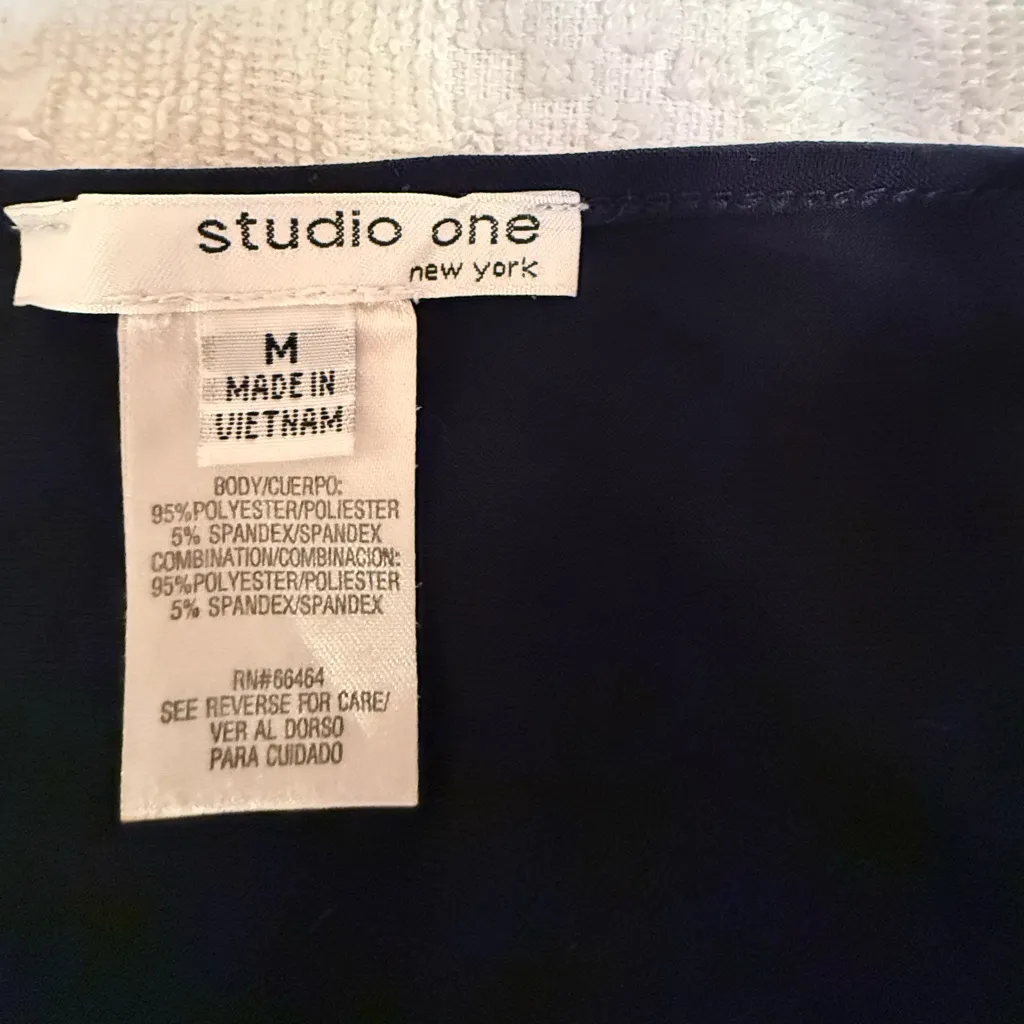 studio one
new york
M
MADE IN
VIETNAM
BODY/CUERPO:
95%POLYESTER/POLIESTER
5% SPANDEX/SPANDEX
COMBINATION/COMBINACION:
95%POLYESTER/POLIESTER
5% SPANDEX/SPANDEX
RN#66464
SEE REVERSE FOR CARE/
VER AL DORSO
PARA CUIDADO